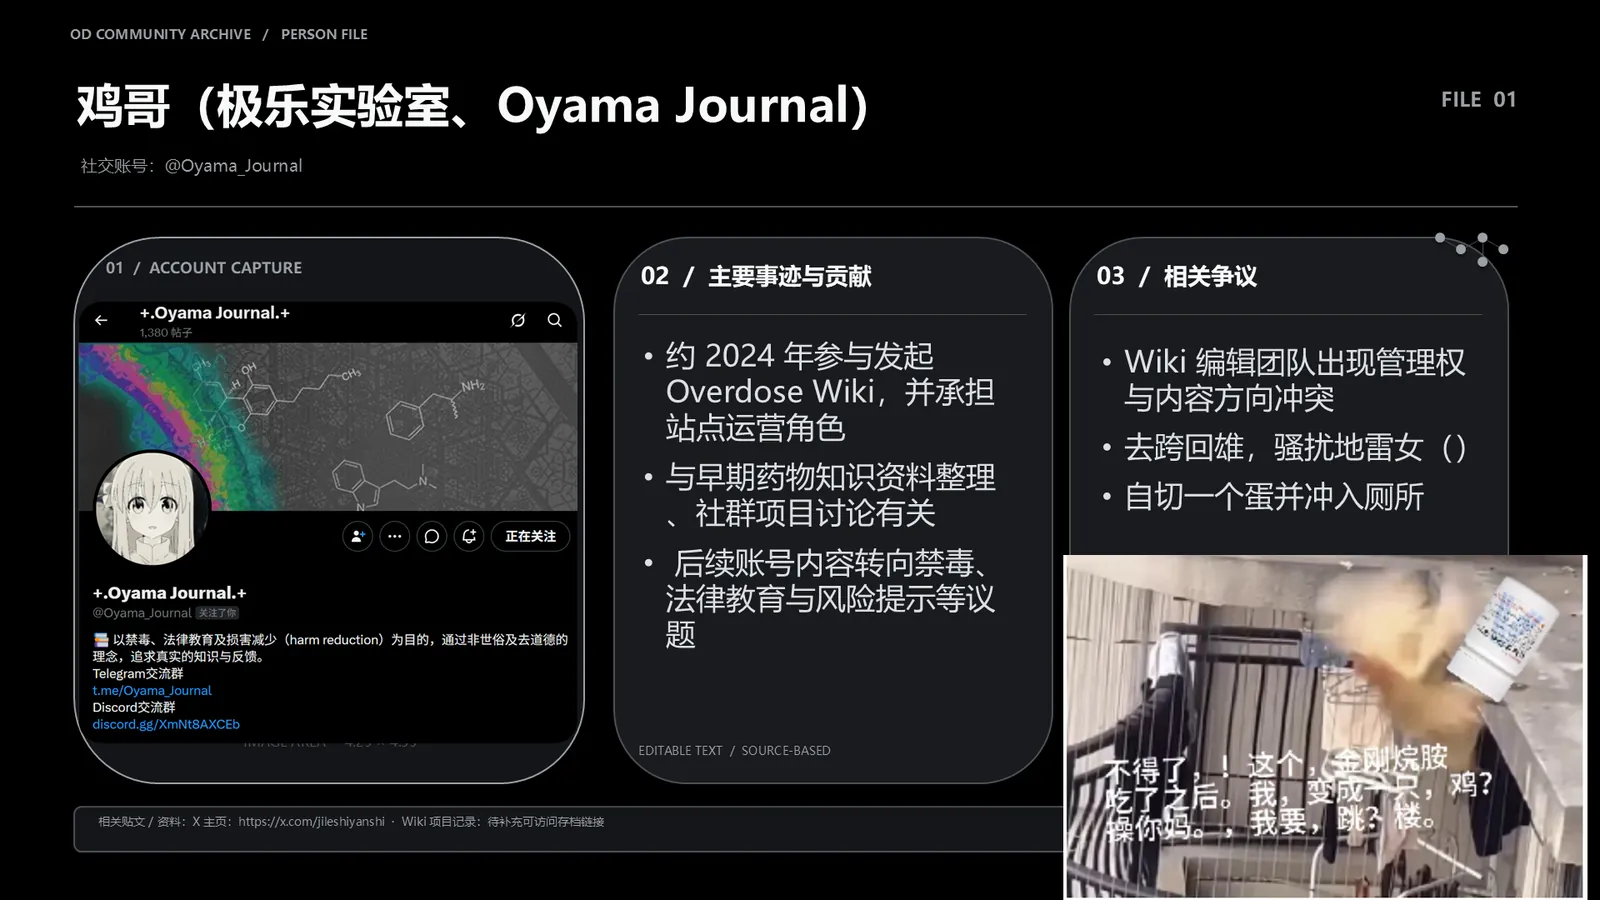 OD COMMUNITY ARCHIVE / PERSON FILE
鸡哥（极乐实验室、Oyama Journal）
FILE 01
社交账号：@Oyama_Journal
01 / ACCOUNT CAPTURE
+.Oyama Journal.+
1,380 帖子
CH₃
OH
H
CH₃
H₃C
O
H₃C
NH₂
N
N
正在关注
+.Oyama Journal.+
@Oyama_Journal 关注了你
以禁毒、法律教育及损害减少（harm reduction）为目的，通过非世俗及去道德的
理念，追求真实的知识与反馈。
Telegram交流群
t.me/Oyama_Journal
Discord交流群
discord.gg/XmNt8AXCEb
02 / 主要事迹与贡献
• 约 2024 年参与发起
Overdose Wiki，并承担
站点运营角色
• 与早期药物知识资料整理
、社群项目讨论有关
• 后续账号内容转向禁毒、
法律教育与风险提示等议
题
EDITABLE TEXT / SOURCE-BASED
03 / 相关争议
• Wiki 编辑团队出现管理权
与内容方向冲突
• 去跨回雄，骚扰地雷女（）
• 自切一个蛋并冲入厕所
不得了，！这个，金刚烷胺
吃了之后。我，变成一只，鸡？
操你妈。，我要，跳？楼。
相关贴文 / 资料：X 主页：https://x.com/jileshiyanshi · Wiki 项目记录：待补充可访问存档链接